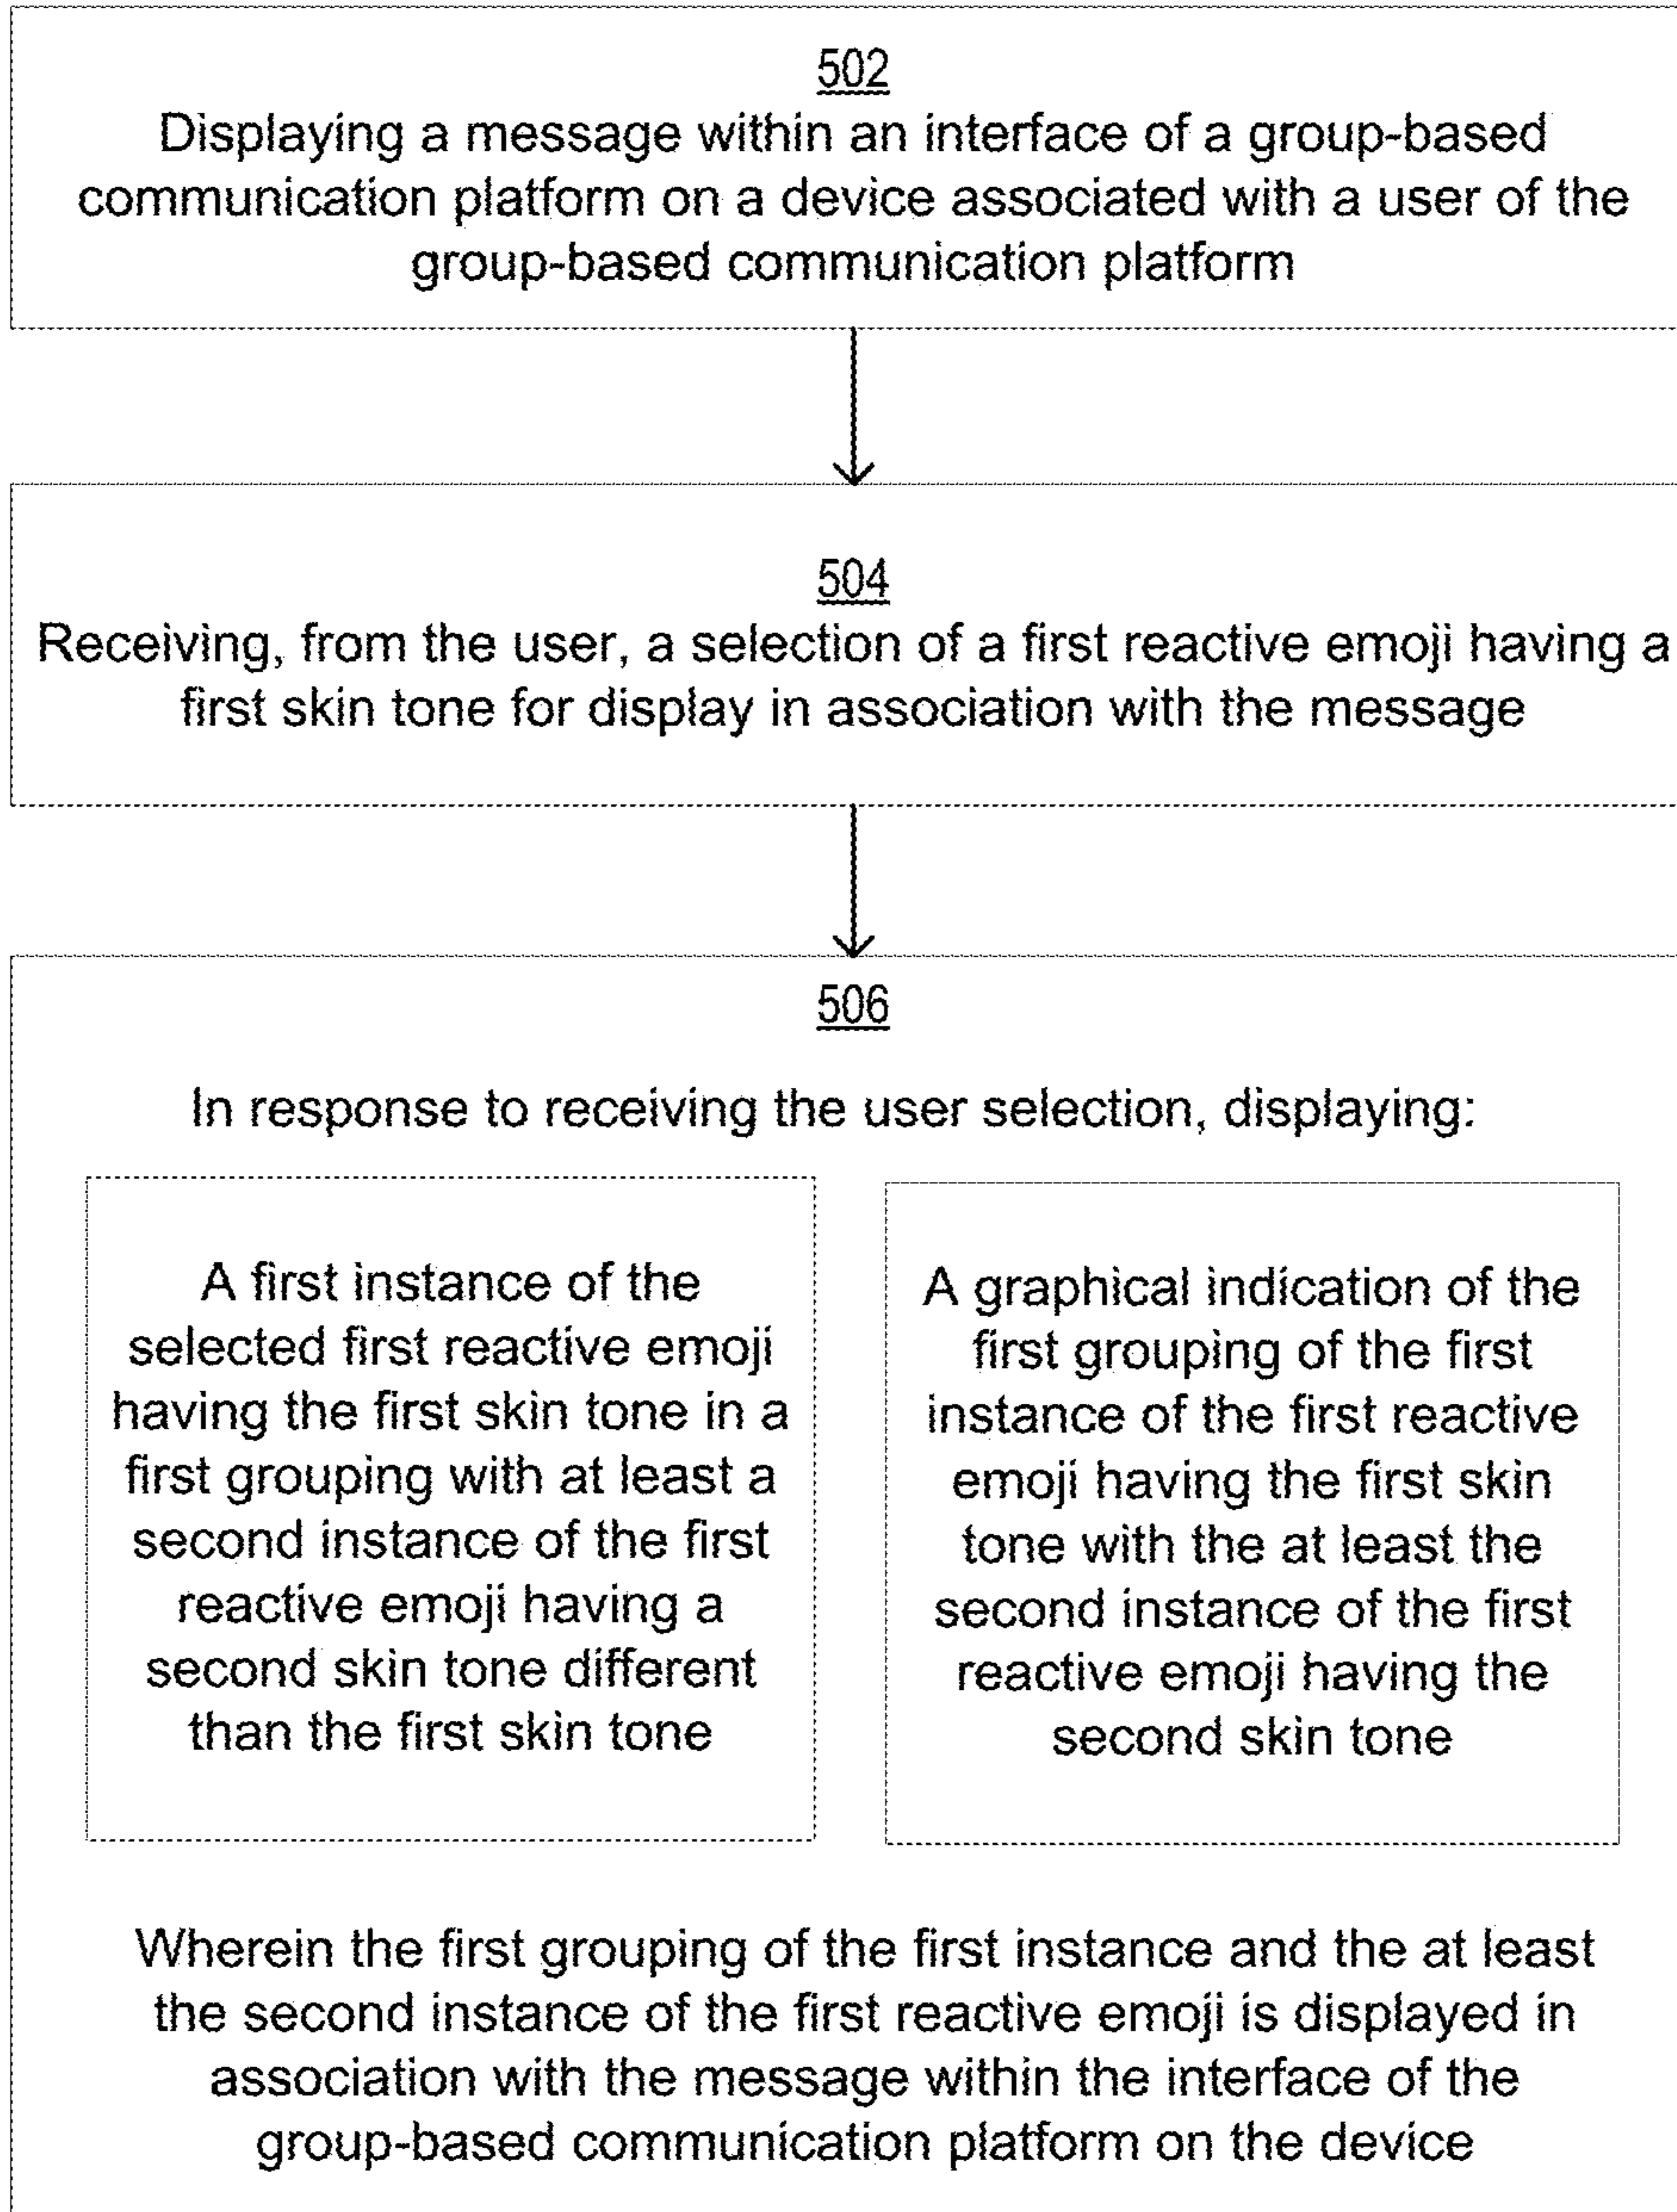 502
Displaying a message within an interface of a group-based
communication platform on a device associated with a user of the
group-based communication platform
504
Receiving, from the user, a selection of a first reactive emoji having a
first skin tone for display in association with the message
506
In response to receiving the user selection, displaying:
A first instance of the
selected first reactive emoji
having the first skin tone in a
first grouping with at least a
second instance of the first
reactive emoji having a
second skin tone different
than the first skin tone
A graphical indication of the
first grouping of the first
instance of the first reactive
emoji having the first skin
tone with the at least the
second instance of the first
reactive emoji having the
second skin tone
Wherein the first grouping of the first instance and the at least
the second instance of the first reactive emoji is displayed in
association with the message within the interface of the
group-based communication platform on the device